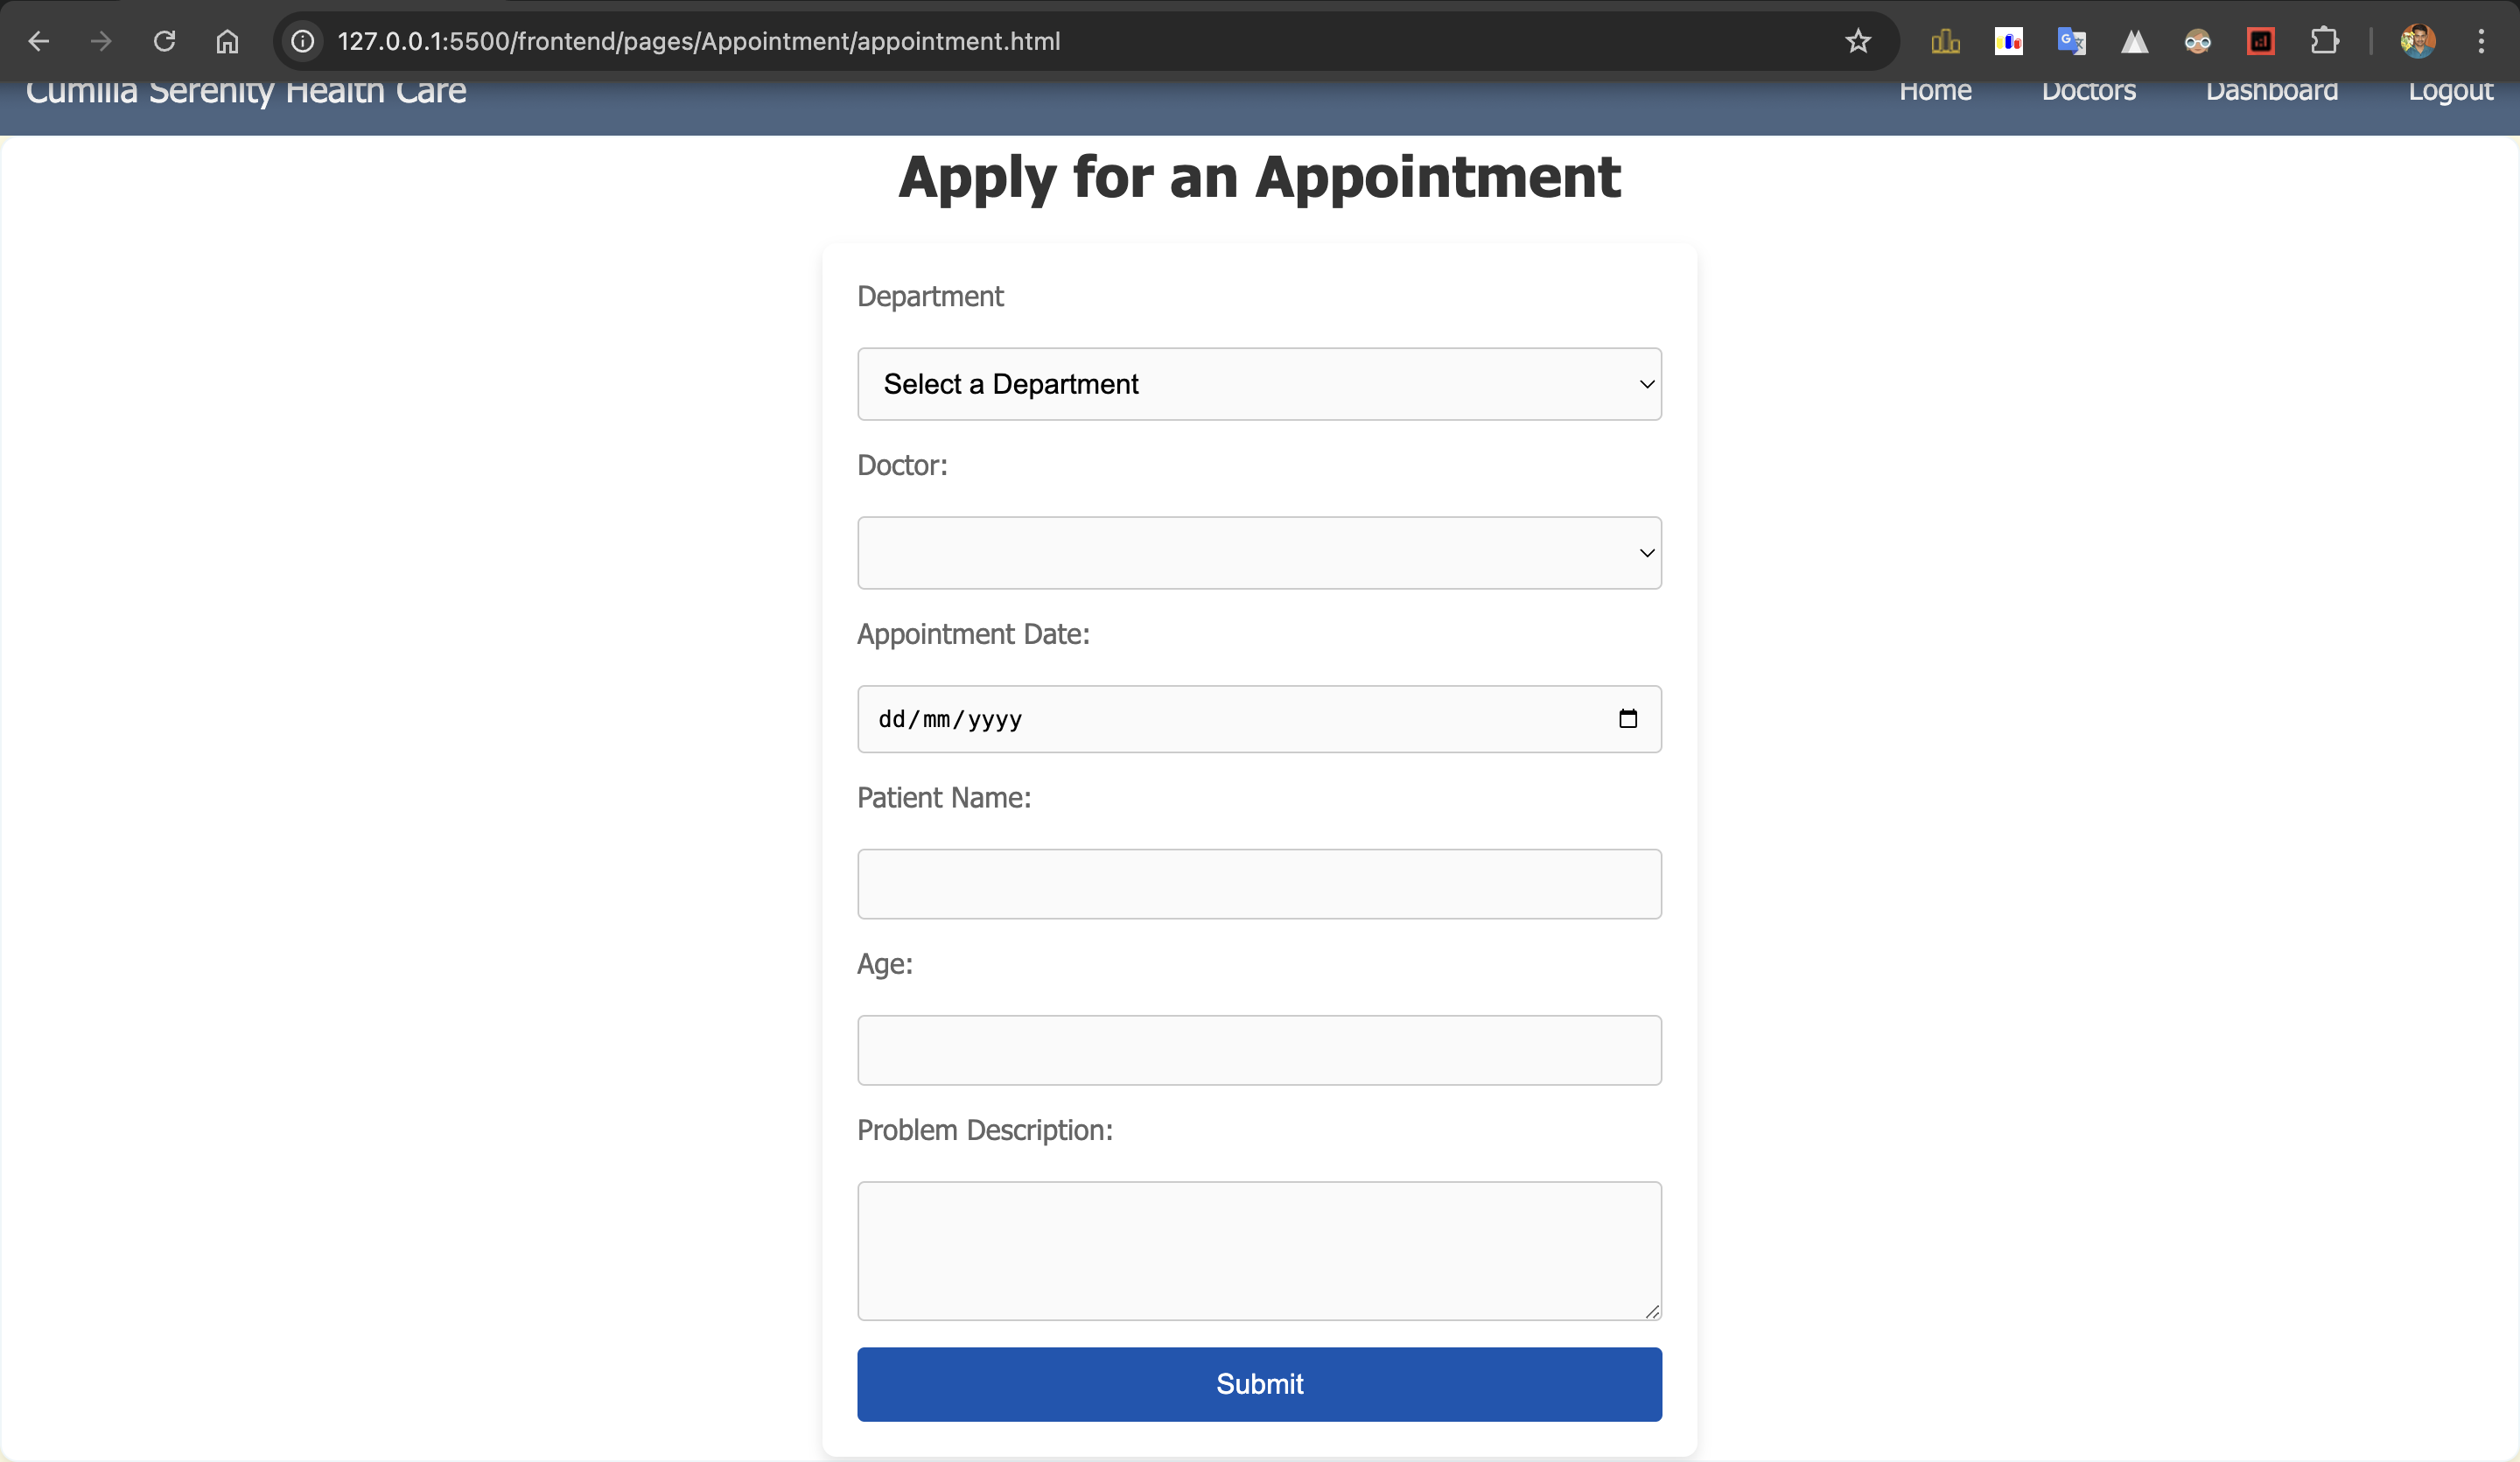 127.0.0.1:5500/frontend/pages/Appointment/appointment.html
Cumilla Serenity Health Care Home Doctors Dashboard Logout
Apply for an Appointment
Department
Select a Department
Doctor:
Appointment Date:
dd/mm/yyyy
Patient Name:
Age:
Problem Description:
Submit